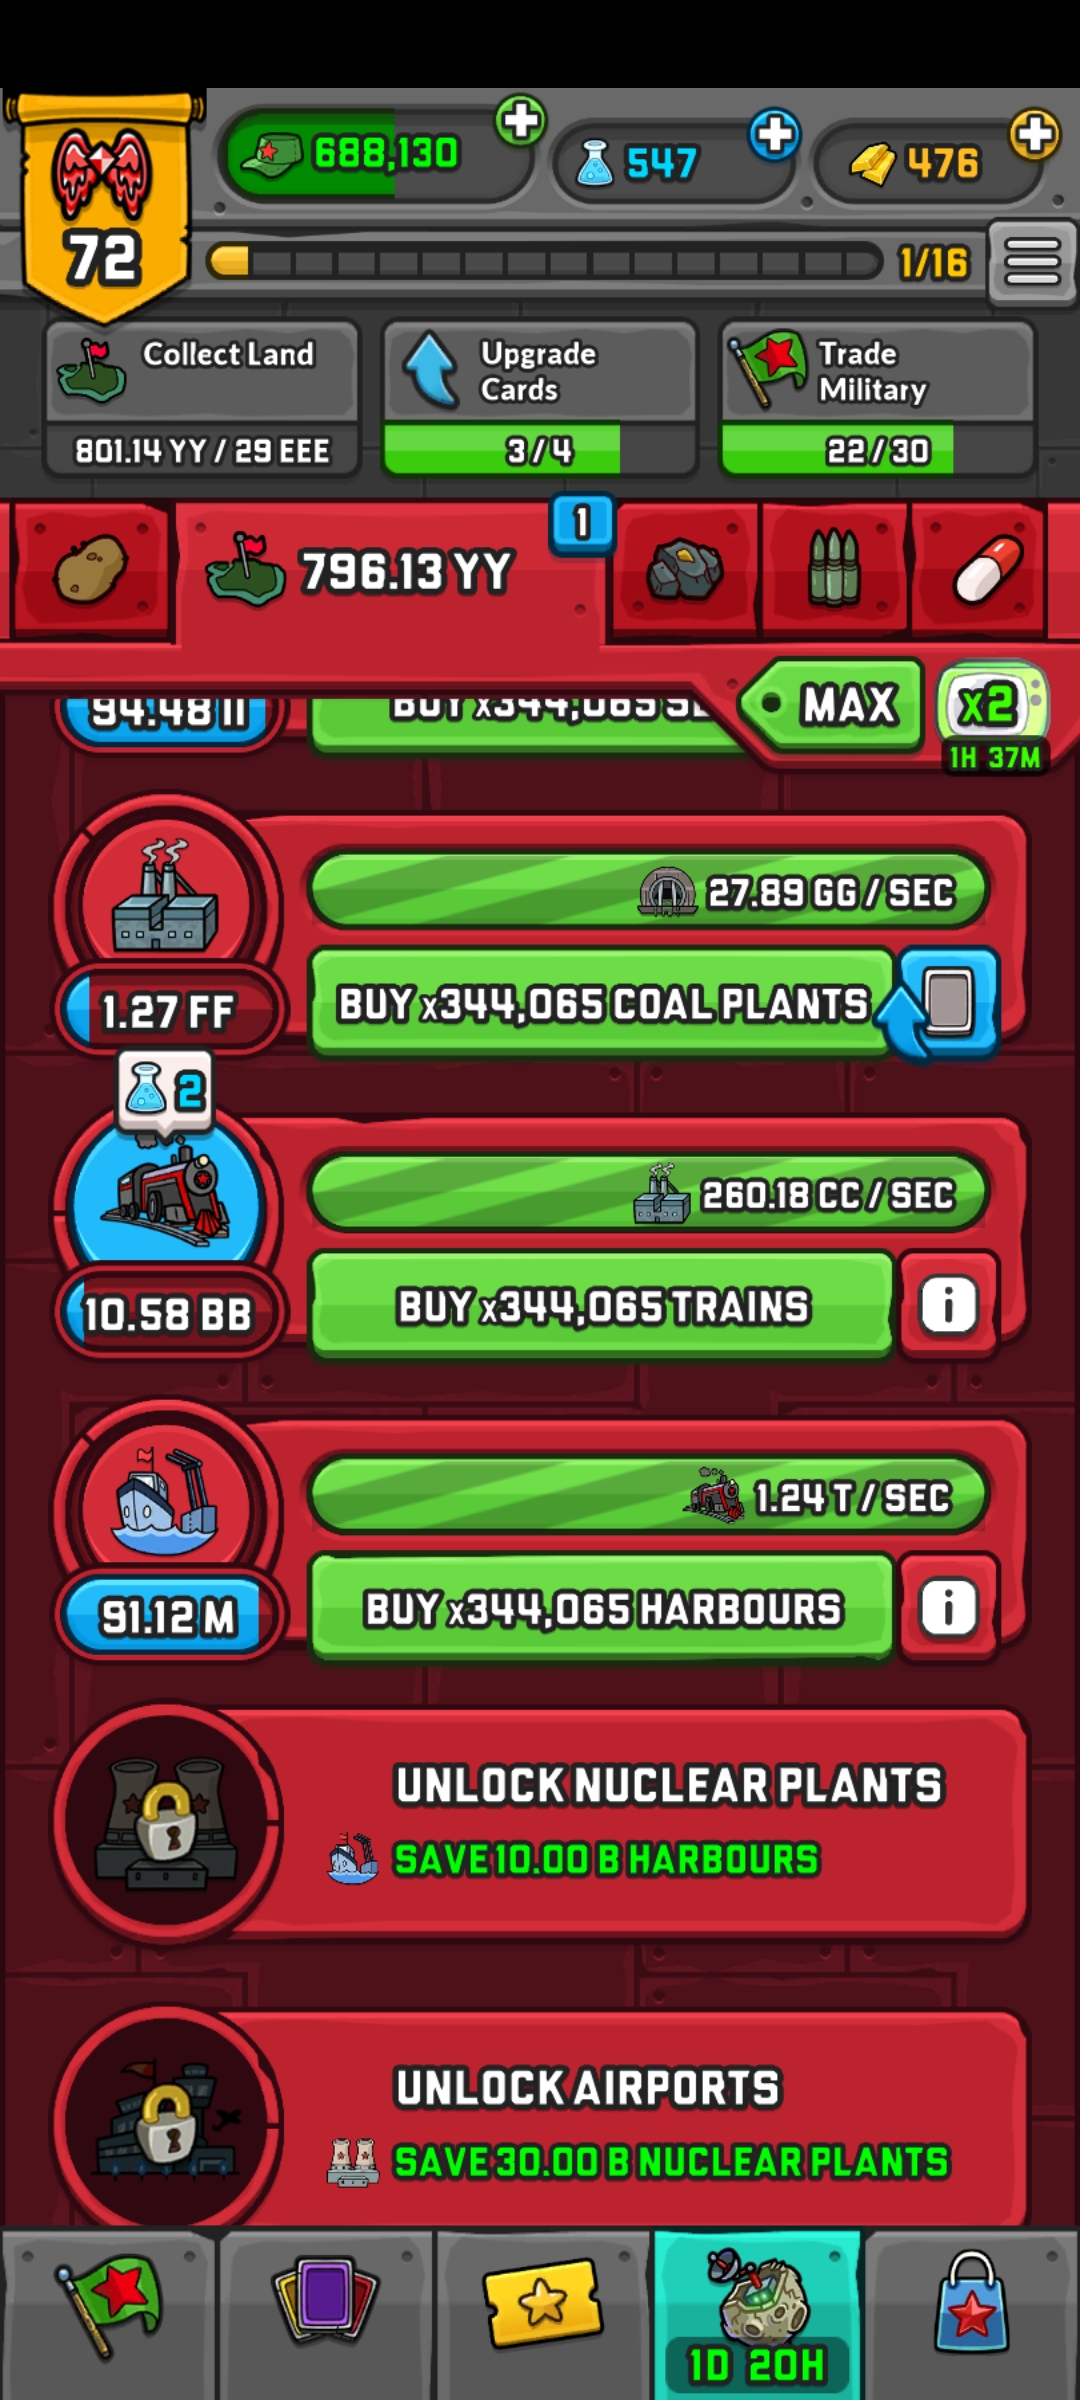 688,130
547
476
72
1/16
Collect Land
Upgrade
Cards
Trade
Military
801.14 YY / 29 EEE
3/4
22/30
1
796.13 YY
MAX
x2
1H 37M
94.48 II
BUY x344,065
27.89 GG / SEC
1.27 FF
BUY x344,065 COAL PLANTS
2
260.18 CC / SEC
10.58 BB
BUY x344,065 TRAINS
i
1.24 T / SEC
91.12 M
BUY x344,065 HARBOURS
i
UNLOCK NUCLEAR PLANTS
SAVE 10.00 B HARBOURS
UNLOCK AIRPORTS
SAVE 30.00 B NUCLEAR PLANTS
1D 20H